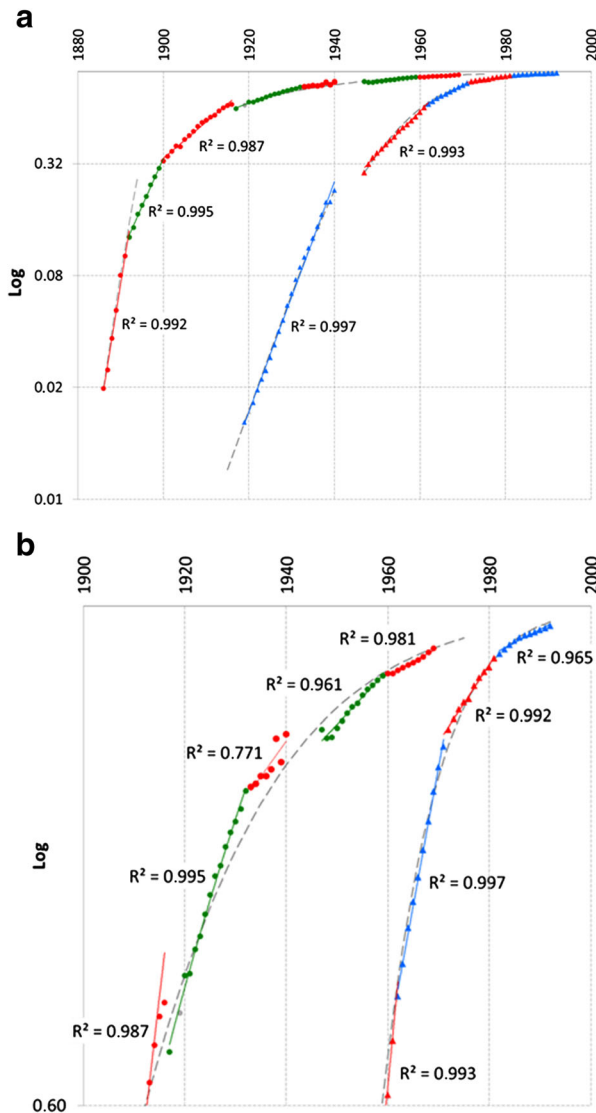 a
1880 1900 1920 1940 1960 1980 2000
R² = 0.987
R² = 0.993
0.32
R² = 0.995
Log
0.08
R² = 0.992
R² = 0.997
0.02
0.01
b
1900 1920 1940 1960 1980 2000
R² = 0.981
R² = 0.965
R² = 0.961
R² = 0.992
R² = 0.771
Log
R² = 0.995
R² = 0.997
R² = 0.987
R² = 0.993
0.60